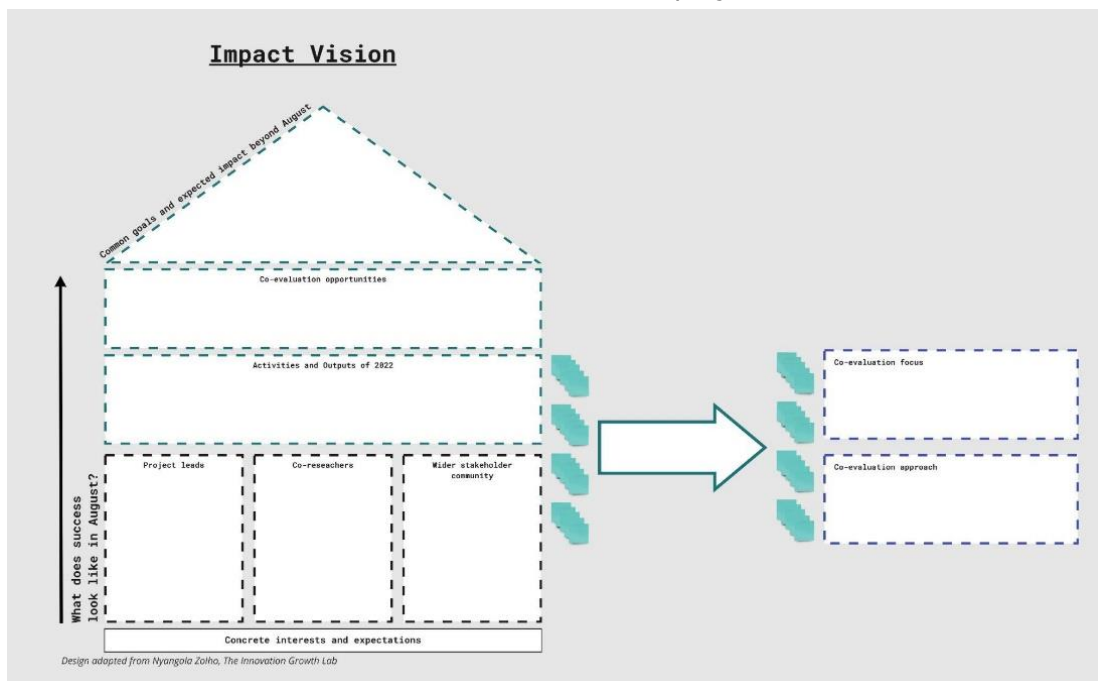 Impact Vision
Common goals and expected impact beyond August
Co-evaluation opportunities
Activities and Outputs of 2022
Project leads
Co-reseachers
Wider stakeholder
community
What does success
look like in August?
Concrete interests and expectations
Design adapted from Nyangala Zolho, The Innovation Growth Lab
Co-evaluation focus
Co-evaluation approach